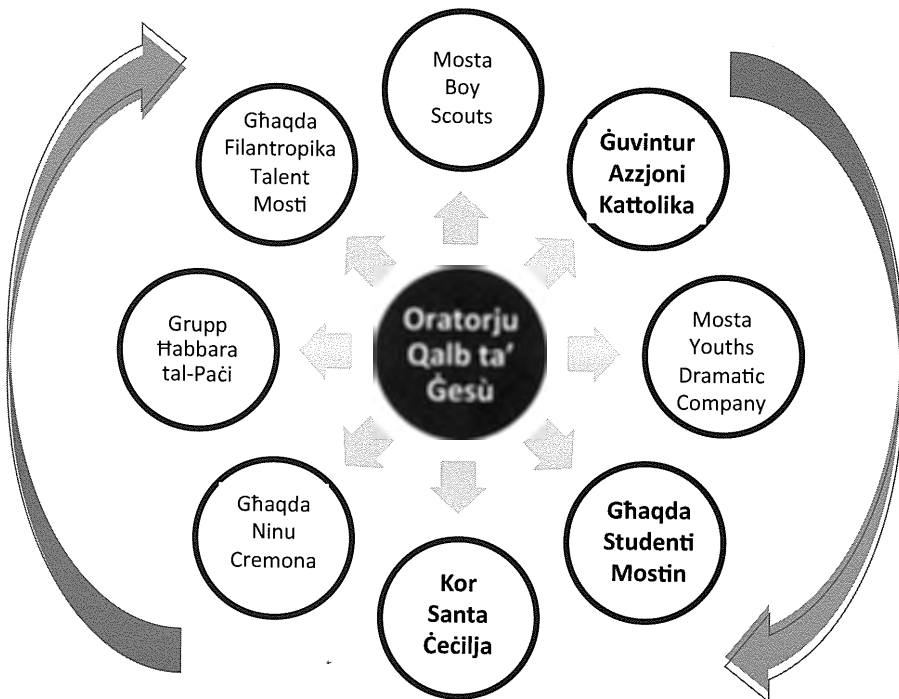 Mosta
Boy
Scouts
Ġuvintur
Azzjoni
Kattolika
Mosta
Youths
Dramatic
Company
Għaqda
Studenti
Mostin
Kor
Santa
Ċeċilja
Għaqda
Ninu
Cremona
Grupp
Ħabbara
tal-Paċi
Għaqda
Filantropika
Talent
Mosti
Oratorju
Qalb ta’
Ġesù